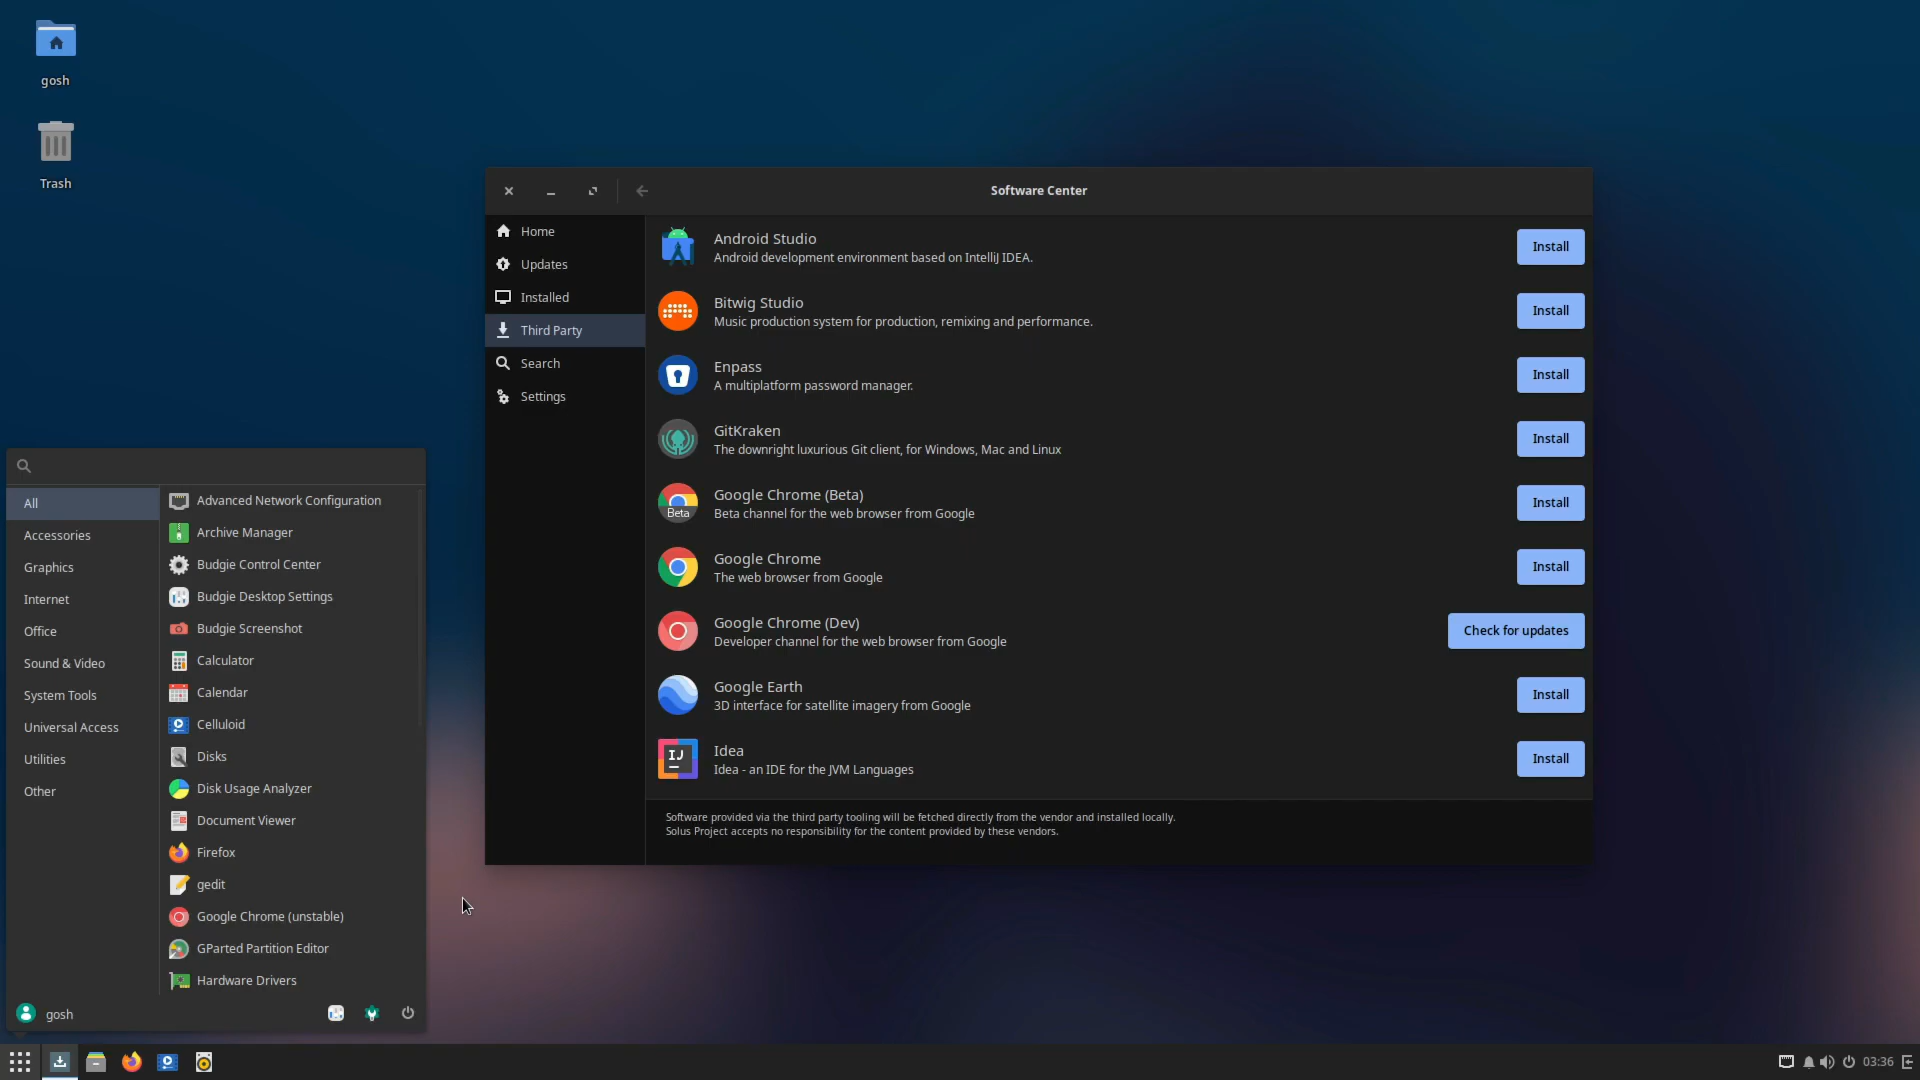 gosh
Trash
Software Center
Home
Updates
Installed
Third Party
Search
Settings
Android Studio
Android development environment based on IntelliJ IDEA.
Install
Bitwig Studio
Music production system for production, remixing and performance.
Install
Enpass
A multiplatform password manager.
Install
GitKraken
The downright luxurious Git client, for Windows, Mac and Linux
Install
Beta
Google Chrome (Beta)
Beta channel for the web browser from Google
Install
Google Chrome
The web browser from Google
Install
Google Chrome (Dev)
Developer channel for the web browser from Google
Check for updates
Google Earth
3D interface for satellite imagery from Google
Install
IJ
Idea
Idea - an IDE for the JVM Languages
Install
Software provided via the third party tooling will be fetched directly from the vendor and installed locally.
Solus Project accepts no responsibility for the content provided by these vendors.
All
Accessories
Graphics
Internet
Office
Sound & Video
System Tools
Universal Access
Utilities
Other
Advanced Network Configuration
Archive Manager
Budgie Control Center
Budgie Desktop Settings
Budgie Screenshot
Calculator
Calendar
Celluloid
Disks
Disk Usage Analyzer
Document Viewer
Firefox
gedit
Google Chrome (unstable)
GParted Partition Editor
Hardware Drivers
gosh
03:36